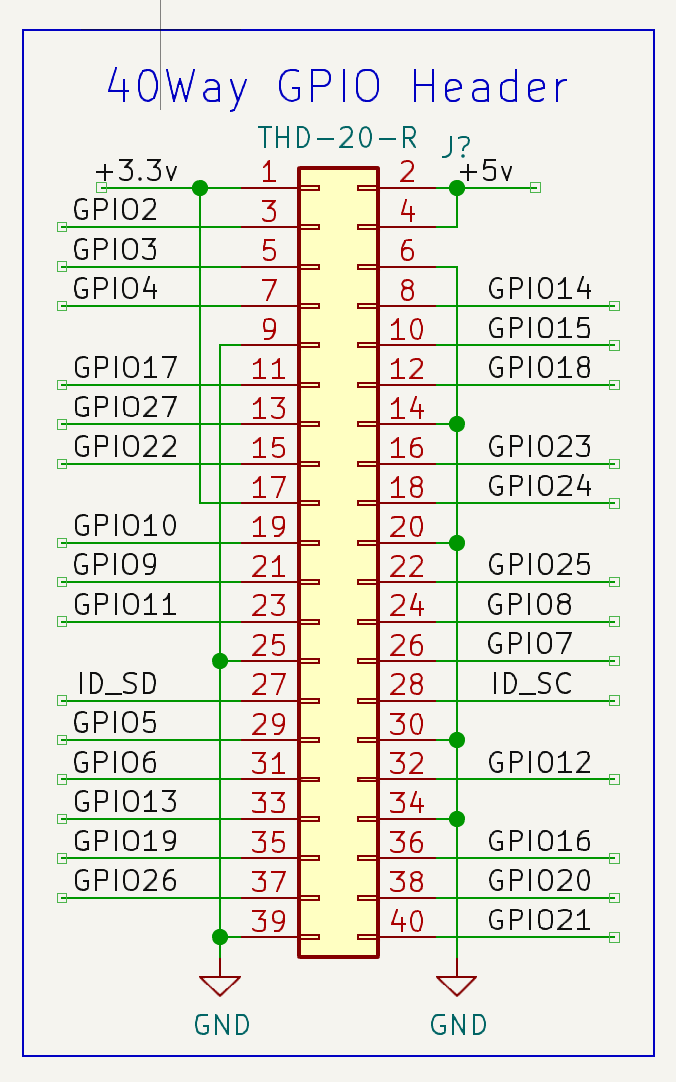 40Way GPIO Header
THD-20-R
J?
+3.3v 1 2 +5v
GPIO2 3 4
GPIO3 5 6
GPIO4 7 8 GPIO14
9 10 GPIO15
GPIO17 11 12 GPIO18
GPIO27 13 14
GPIO22 15 16 GPIO23
17 18 GPIO24
GPIO10 19 20
GPIO9 21 22 GPIO25
GPIO11 23 24 GPIO8
25 26 GPIO7
ID_SD 27 28 ID_SC
GPIO5 29 30
GPIO6 31 32 GPIO12
GPIO13 33 34
GPIO19 35 36 GPIO16
GPIO26 37 38 GPIO20
39 40 GPIO21
GND GND